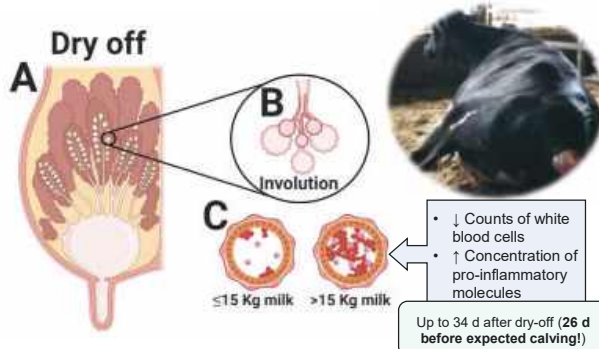 Dry off
A
B
Involution
C
≤15 Kg milk
>15 Kg milk
• ↓ Counts of white
blood cells
• ↑ Concentration of
pro-inflammatory
molecules
Up to 34 d after dry-off (26 d
before expected calving!)